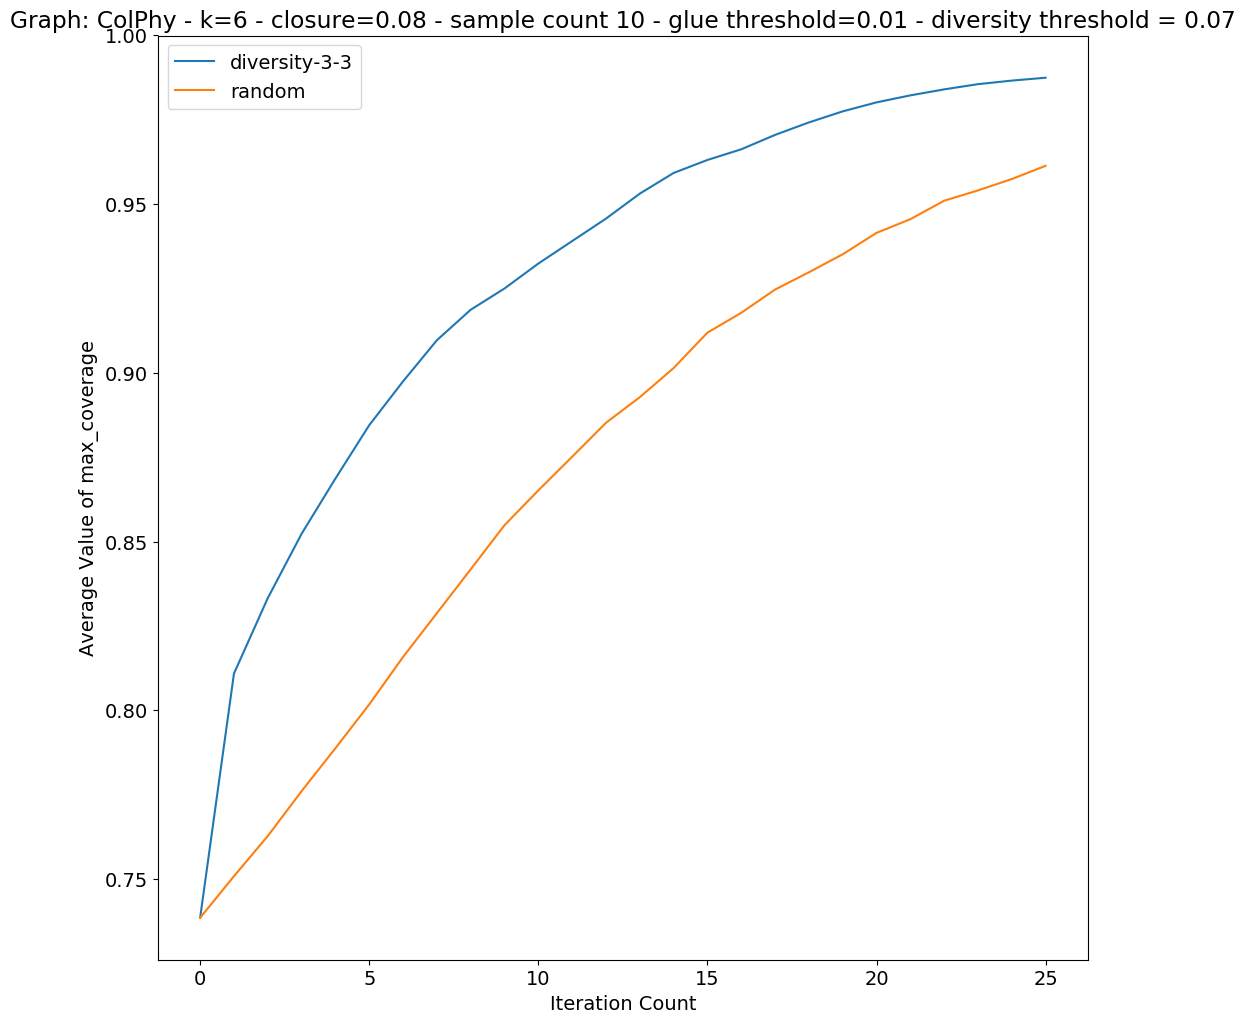 Graph: ColPhy - k=6 - closure=0.08 - sample count 10 - glue threshold=0.01 - diversity threshold = 0.07
diversity-3-3
random
1.00
0.95
0.90
0.85
0.80
0.75
Average Value of max_coverage
0 5 10 15 20 25
Iteration Count